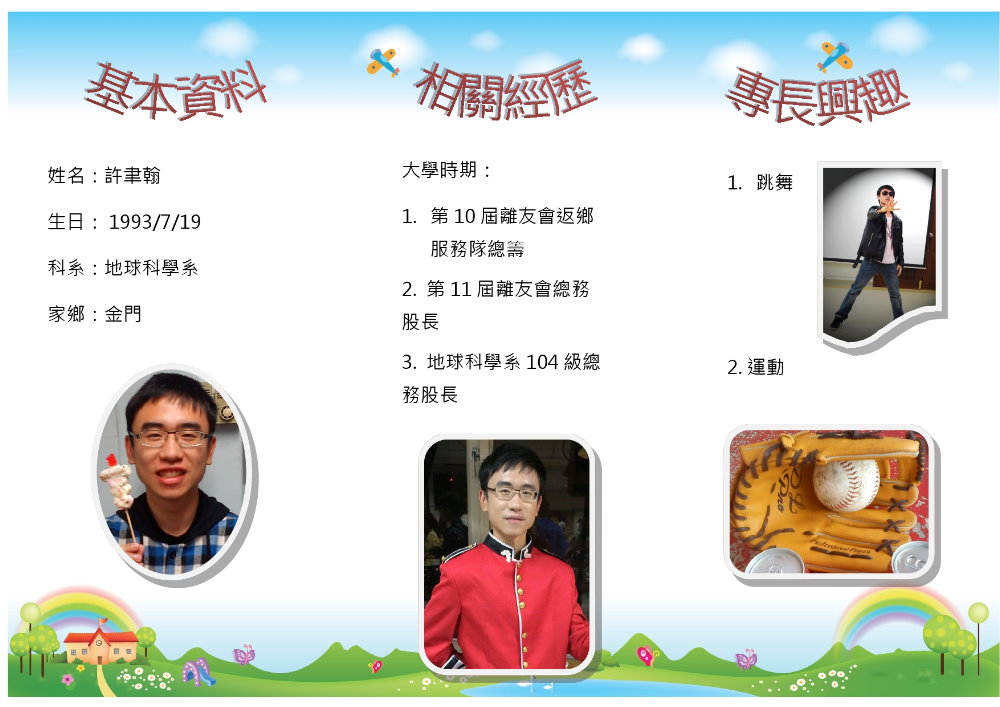 基本資料
姓名：許聿翰
生日： 1993/7/19
科系：地球科學系
家鄉：金門
相關經歷
大學時期：
1. 第 10 屆離友會返鄉
服務隊總籌
2. 第 11 屆離友會總務
股長
3. 地球科學系 104 級總
務股長
專長興趣
1. 跳舞
2. 運動
Pro
Professional Player